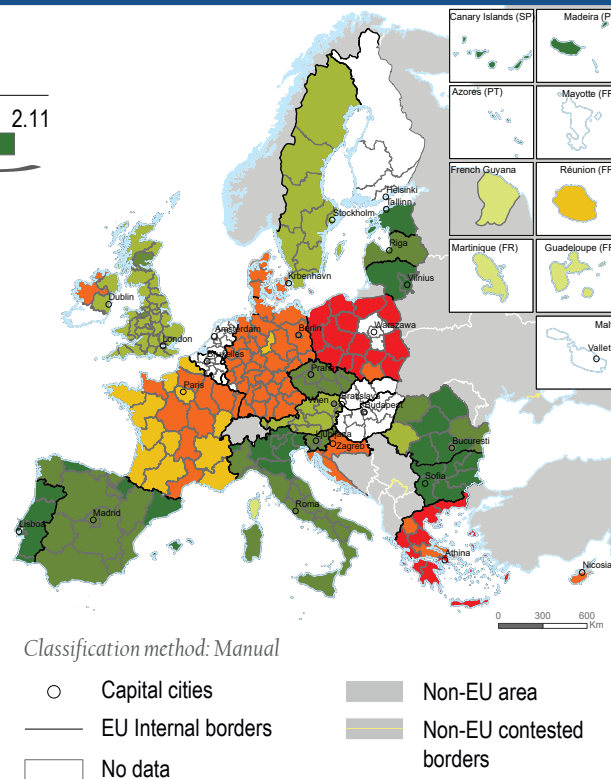 2.11
Canary Islands (SP)
Madeira (P
Azores (PT)
Mayotte (FR
French Guyana
Réunion (FR
Martinique (FR)
Guadeloupe (FR
Mal
Vallet
Helsinki
Tallinn
Stockholm
Riga
København
Vilnius
Dublin
Amsterdam
Berlin
Warszawa
London
Bruxelles
Paris
Praha
Wien
Bratislava
Budapest
Ljubljana
Zagreb
Bucuresti
Sofia
Madrid
Roma
Lisboa
Athina
Nicosia
0 300 600
Km
Classification method: Manual
Capital cities
EU Internal borders
No data
Non-EU area
Non-EU contested
borders